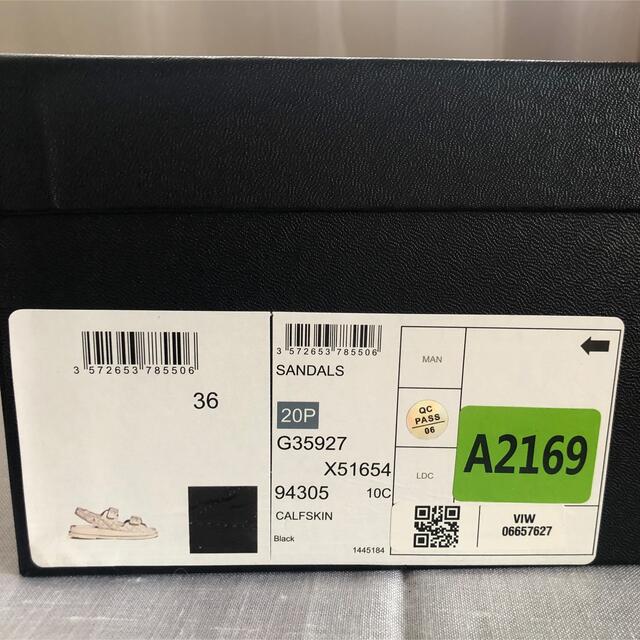 3 572653 785506
36
3 572653 785506
SANDALS
20P
G35927
X51654
94305 10C
CALFSKIN
Black
1445184
MAN
QC
PASS
06
LDC
A2169
VIW
06657627